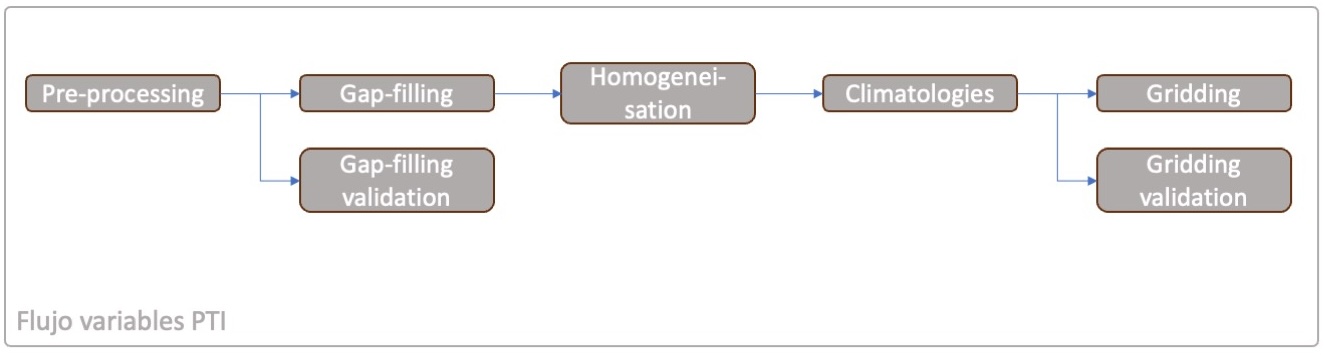 Pre-processing
Gap-filling
Homogenei-
sation
Climatologies
Gridding
Gap-filling
validation
Gridding
validation
Flujo variables PTI